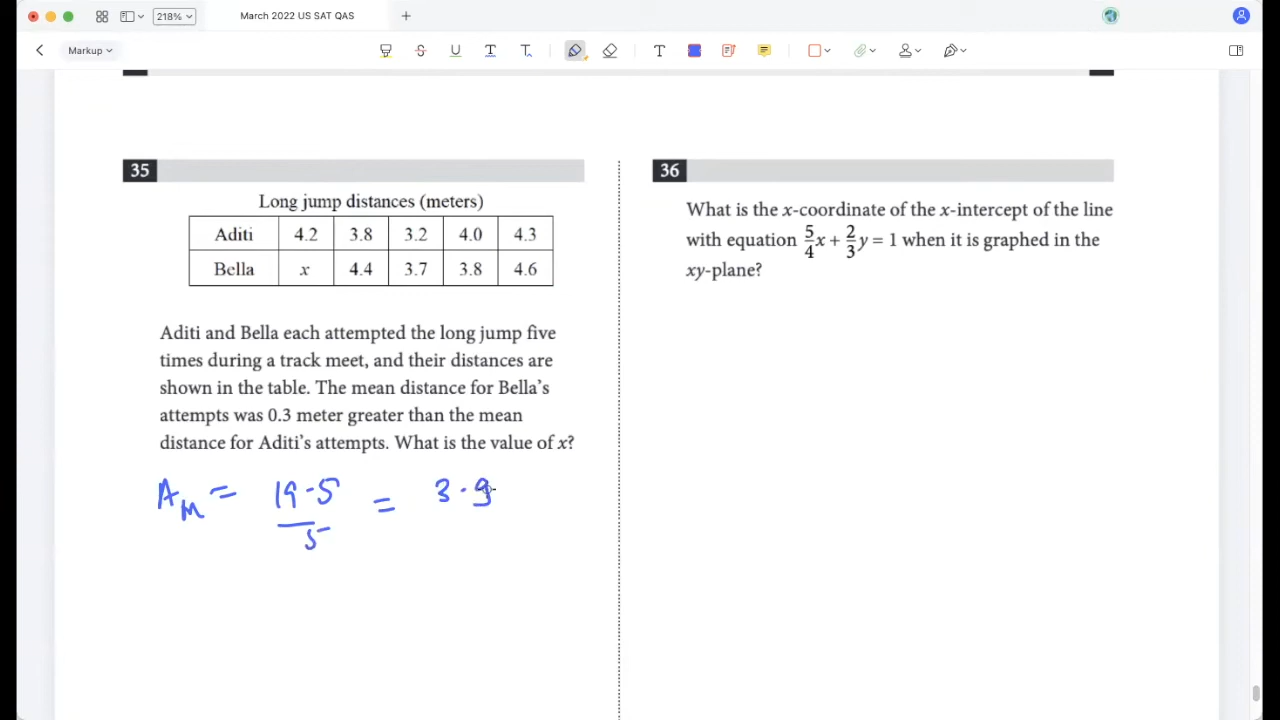 March 2022 US SAT QAS
218%
Markup
35
Long jump distances (meters)
Aditi 4.2 3.8 3.2 4.0 4.3
Bella x 4.4 3.7 3.8 4.6
Aditi and Bella each attempted the long jump five
times during a track meet, and their distances are
shown in the table. The mean distance for Bella's
attempts was 0.3 meter greater than the mean
distance for Aditi's attempts. What is the value of x?
A_M = 19.5/5 = 3.9
36
What is the x-coordinate of the x-intercept of the line
with equation 5/4 x + 2/3 y = 1 when it is graphed in the
xy-plane?